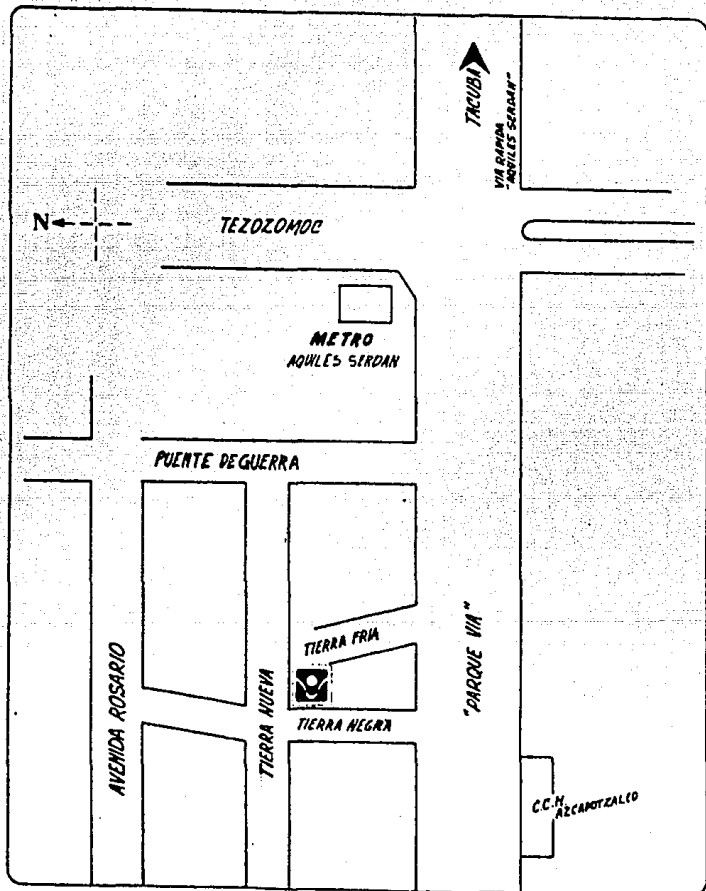 TACUBA
VIA RAPIDA
"AQUILES SERDAN"
N
TEZOZOMOC
METRO
AQUILES SERDAN
PUENTE DE GUERRA
TIERRA FRIA
"PARQUE VIA"
AVENIDA ROSARIO
TIERRA NUEVA
TIERRA NEGRA
C.C.H.
AZCAPOTZALCO